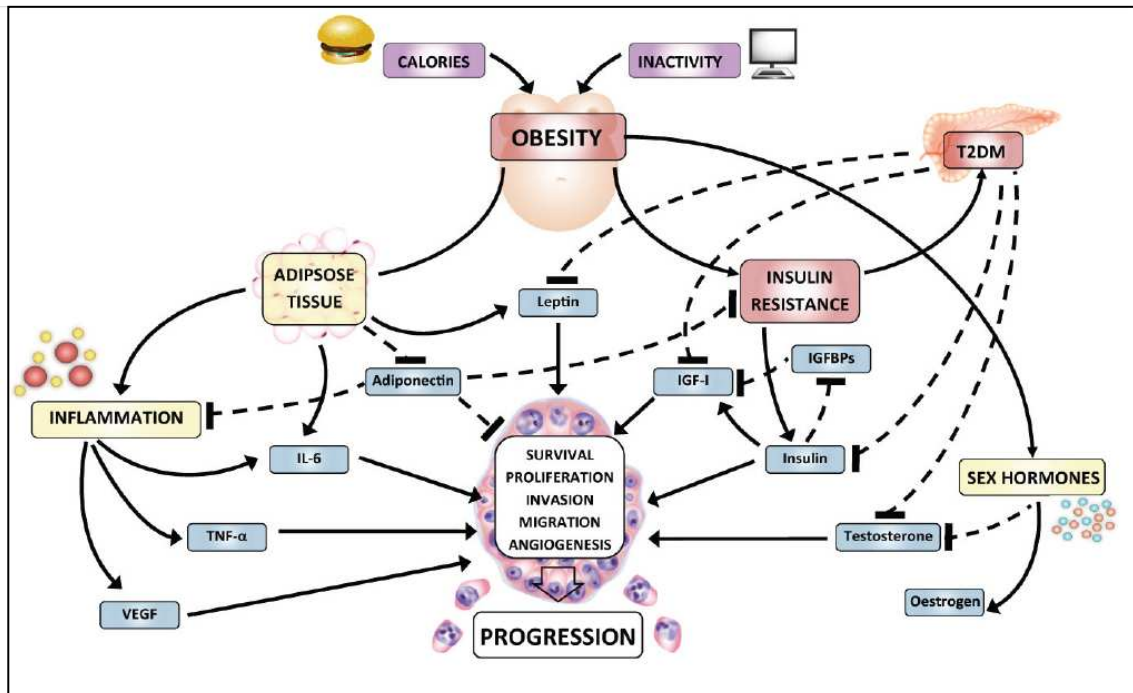 CALORIES
INACTIVITY
OBESITY
T2DM
ADIPSOSE
TISSUE
Leptin
INSULIN
RESISTANCE
IGFBPs
Adiponectin
IGF-I
INFLAMMATION
IL-6
SURVIVAL
PROLIFERATION
INVASION
MIGRATION
ANGIOGENESIS
Insulin
SEX HORMONES
TNF-α
Testosterone
VEGF
Oestrogen
PROGRESSION